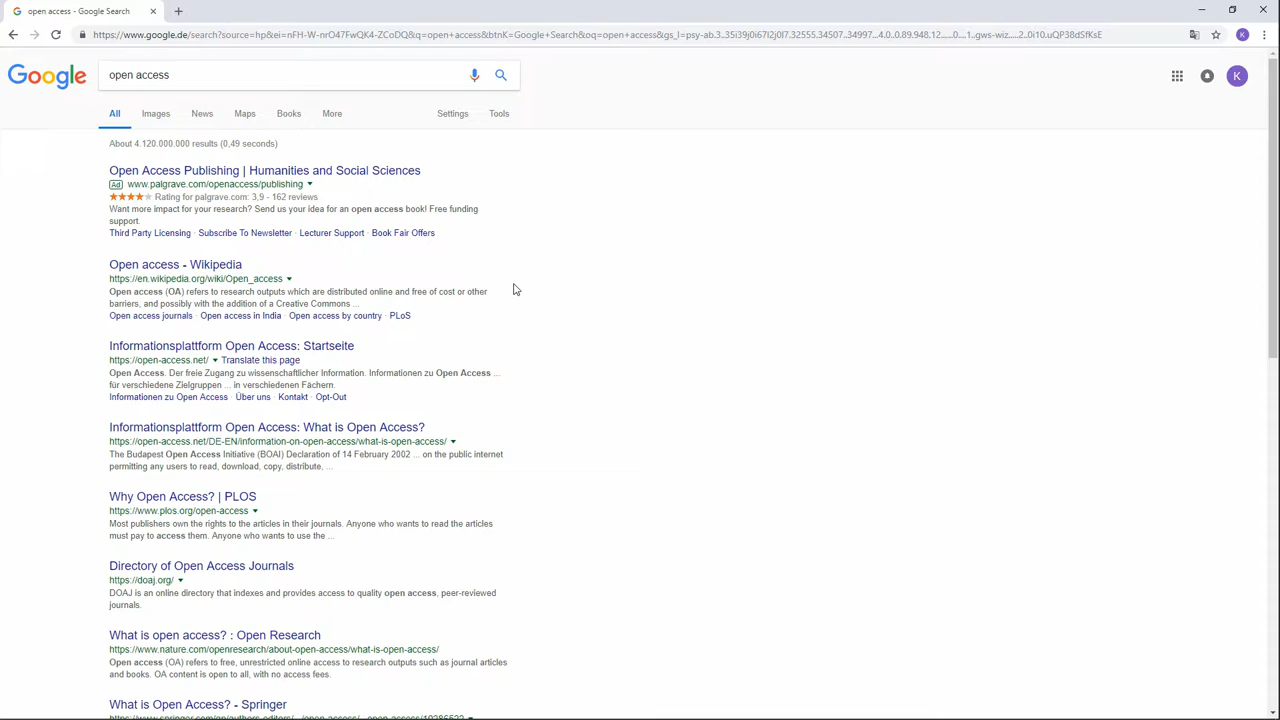 open access - Google Search
https://www.google.de/search?source=hp&ei=nFH-W-nrO47FwQK4-ZCoDQ&q=open+access&btnK=Google+Search&oq=open+access&gs_l=psy-ab.3..35i39j0i67l2j0l7.32555.34507..34997...4.0..0.89.948.12......0....1..gws-wiz.....2..0i10.uQP38dSfKsE
Google
open access
K
All Images News Maps Books More Settings Tools
About 4.120.000.000 results (0,49 seconds)
Open Access Publishing | Humanities and Social Sciences
Ad www.palgrave.com/openaccess/publishing
Rating for palgrave.com: 3,9 - 162 reviews
Want more impact for your research? Send us your idea for an open access book! Free funding
support.
Third Party Licensing · Subscribe To Newsletter · Lecturer Support · Book Fair Offers
Open access - Wikipedia
https://en.wikipedia.org/wiki/Open_access
Open access (OA) refers to research outputs which are distributed online and free of cost or other
barriers, and possibly with the addition of a Creative Commons ...
Open access journals · Open access in India · Open access by country · PLoS
Informationsplattform Open Access: Startseite
https://open-access.net/ Translate this page
Open Access. Der freie Zugang zu wissenschaftlicher Information. Informationen zu Open Access ...
für verschiedene Zielgruppen ... in verschiedenen Fächern.
Informationen zu Open Access · Über uns · Kontakt · Opt-Out
Informationsplattform Open Access: What is Open Access?
https://open-access.net/DE-EN/information-on-open-access/what-is-open-access/
The Budapest Open Access Initiative (BOAI) Declaration of 14 February 2002 ... on the public internet
permitting any users to read, download, copy, distribute, ...
Why Open Access? | PLOS
https://www.plos.org/open-access
Most publishers own the rights to the articles in their journals. Anyone who wants to read the articles
must pay to access them. Anyone who wants to use the ...
Directory of Open Access Journals
https://doaj.org/
DOAJ is an online directory that indexes and provides access to quality open access, peer-reviewed
journals.
What is open access? : Open Research
https://www.nature.com/openresearch/about-open-access/what-is-open-access/
Open access (OA) refers to free, unrestricted online access to research outputs such as journal articles
and books. OA content is open to all, with no access fees.
What is Open Access? - Springer